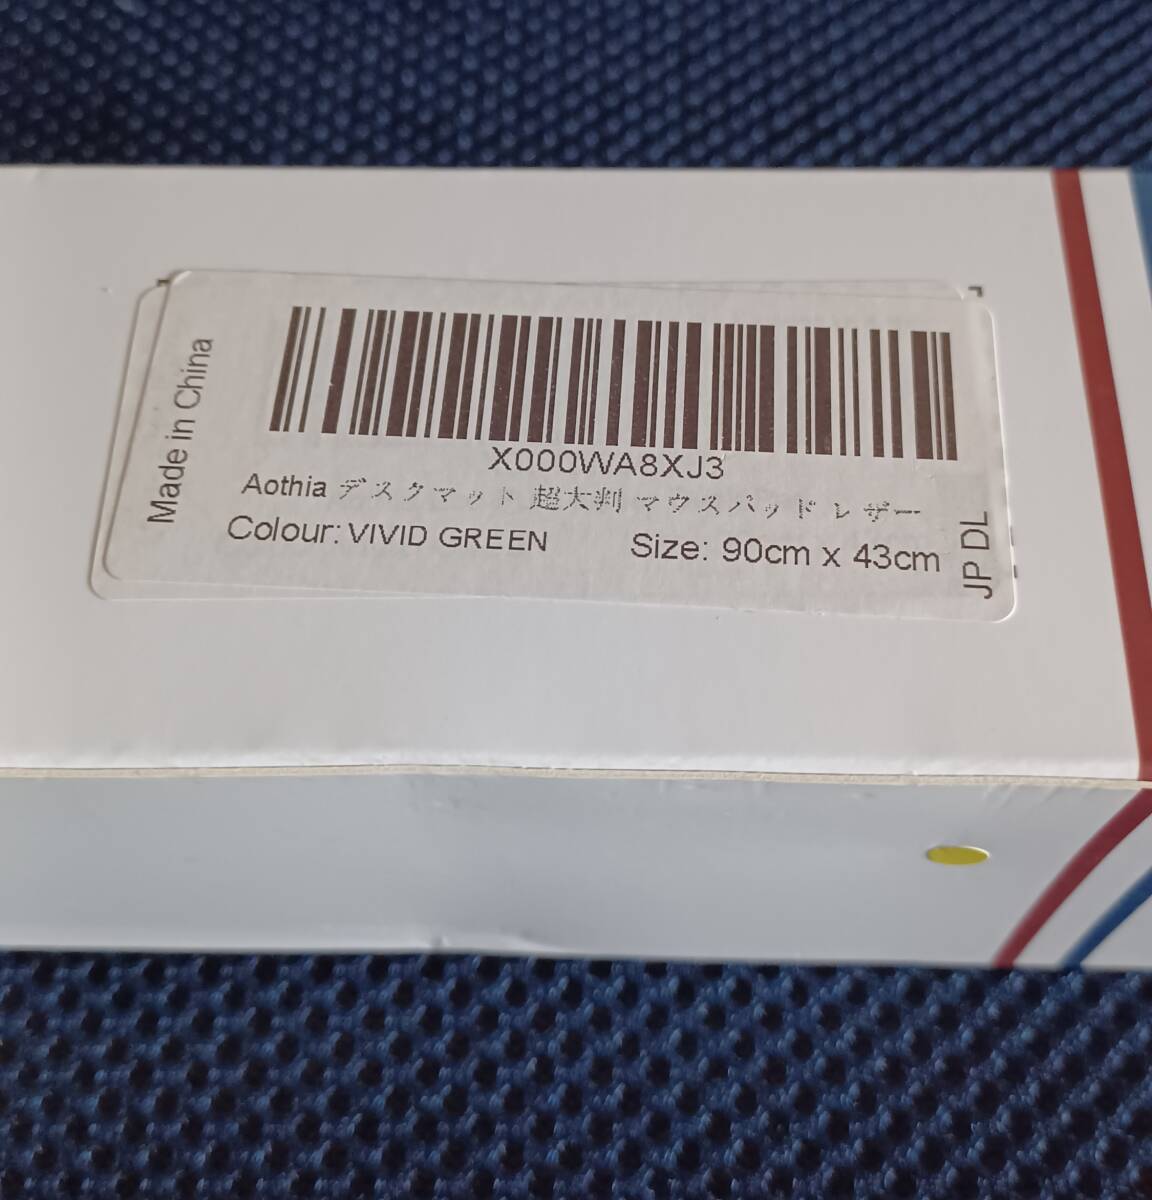 Made in China
X000WA8XJ3
Aothia デスクマット 超大判 マウスパッド レザー
Colour: VIVID GREEN Size: 90cm x 43cm
JP DL